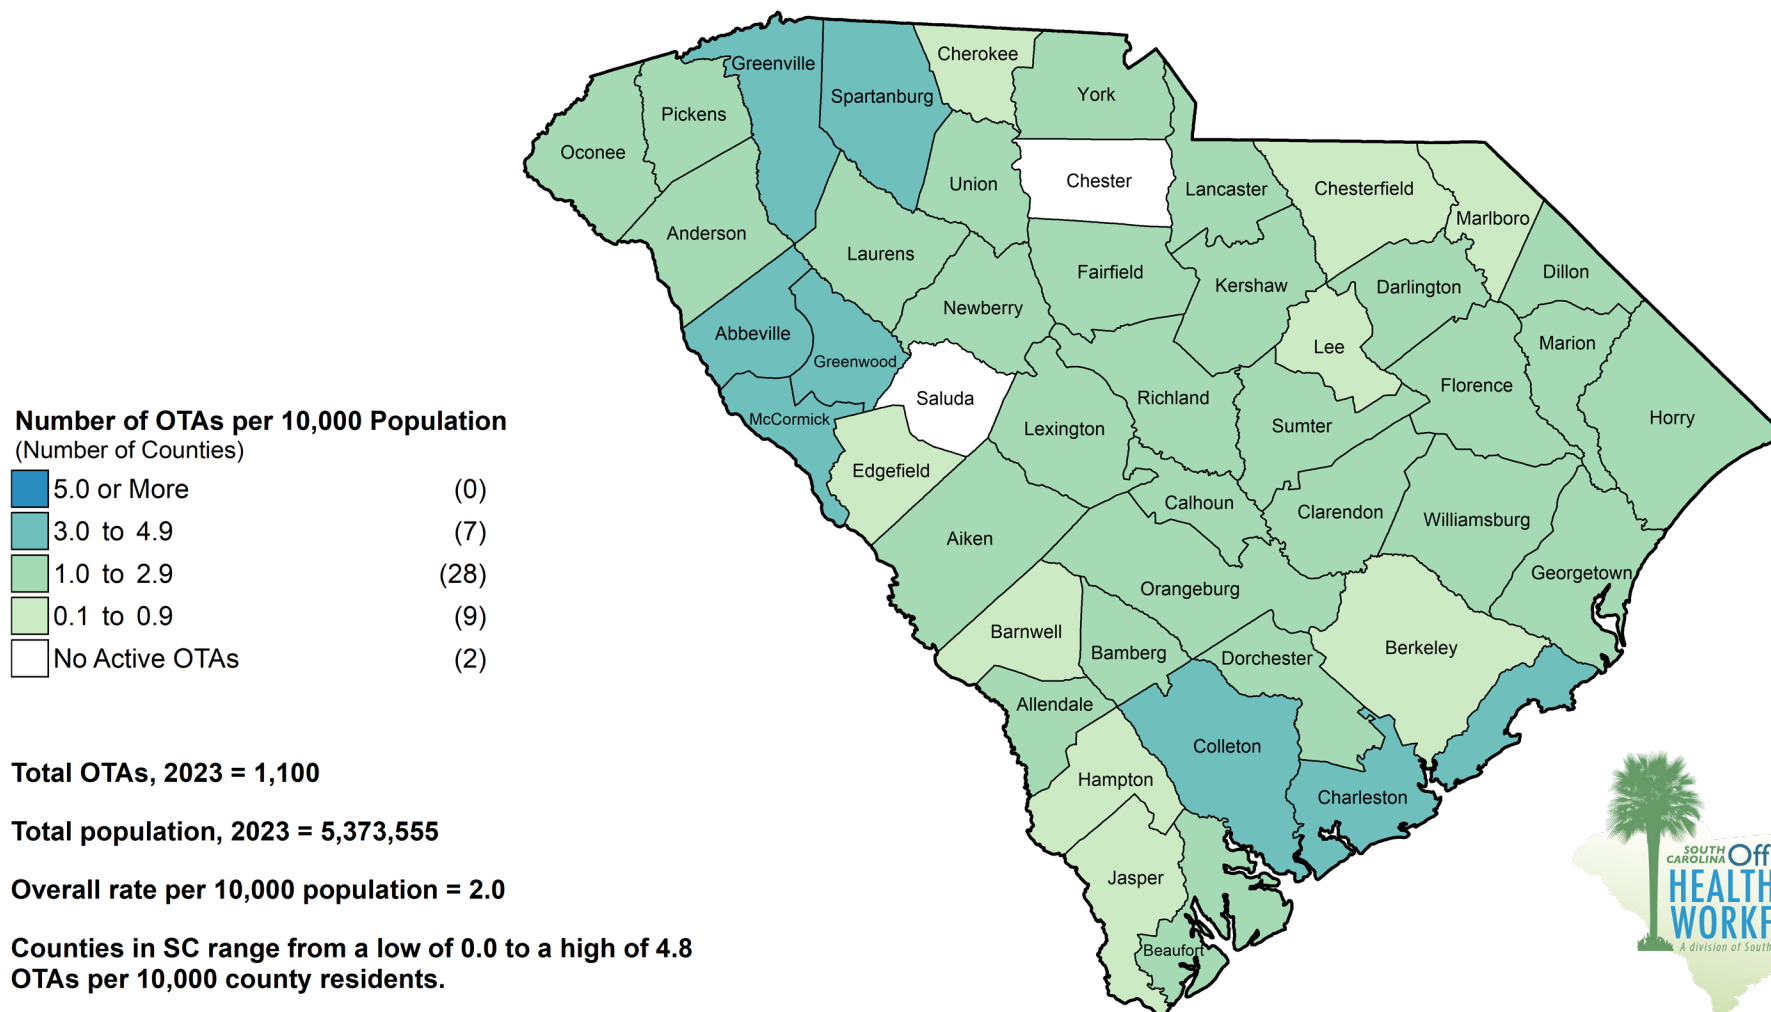 Number of OTAs per 10,000 Population
(Number of Counties)
5.0 or More (0)
3.0 to 4.9 (7)
1.0 to 2.9 (28)
0.1 to 0.9 (9)
No Active OTAs (2)
Total OTAs, 2023 = 1,100
Total population, 2023 = 5,373,555
Overall rate per 10,000 population = 2.0
Counties in SC range from a low of 0.0 to a high of 4.8
OTAs per 10,000 county residents.
Cherokee
Greenville
Spartanburg
York
Pickens
Oconee
Union
Chester
Lancaster
Chesterfield
Marlboro
Anderson
Laurens
Fairfield
Kershaw
Darlington
Dillon
Newberry
Abbeville
Greenwood
Lee
Marion
Saluda
Richland
Florence
McCormick
Lexington
Sumter
Horry
Edgefield
Calhoun
Clarendon
Williamsburg
Aiken
Orangeburg
Georgetown
Barnwell
Bamberg
Dorchester
Berkeley
Allendale
Colleton
Hampton
Charleston
Jasper
Beaufort
SOUTH
CAROLINA Off
HEALTH
WORKF
A division of South